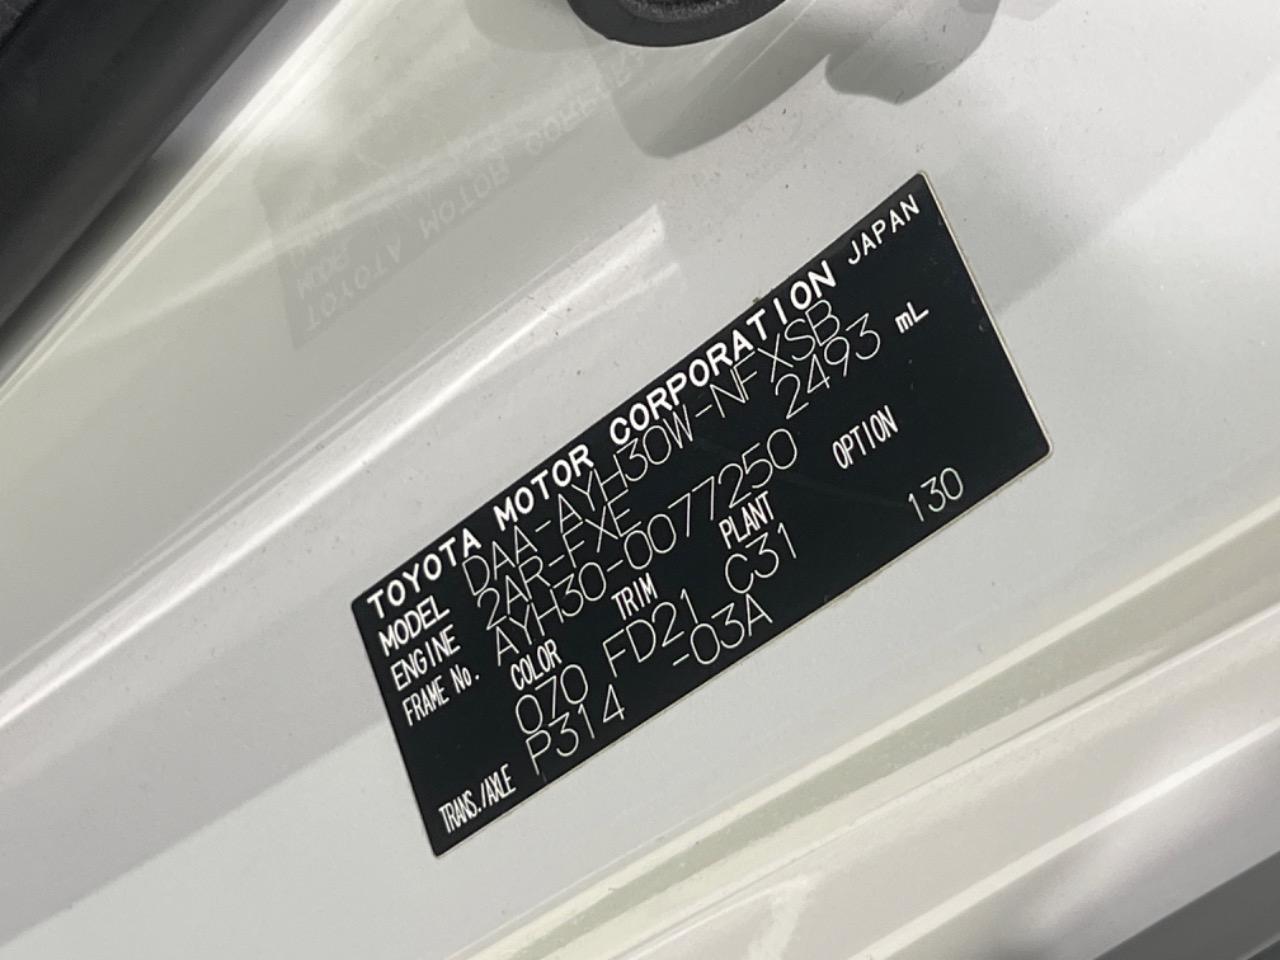 TOYOTA MOTOR CORPORATION JAPAN
MODEL DAA-AYH30W-NFXSB
ENGINE 2AR-FXE 2493 mL
FRAME No. AYH30-0077250
COLOR TRIM PLANT OPTION
070 FD21 C31 130
TRANS./AXLE P314 -03A